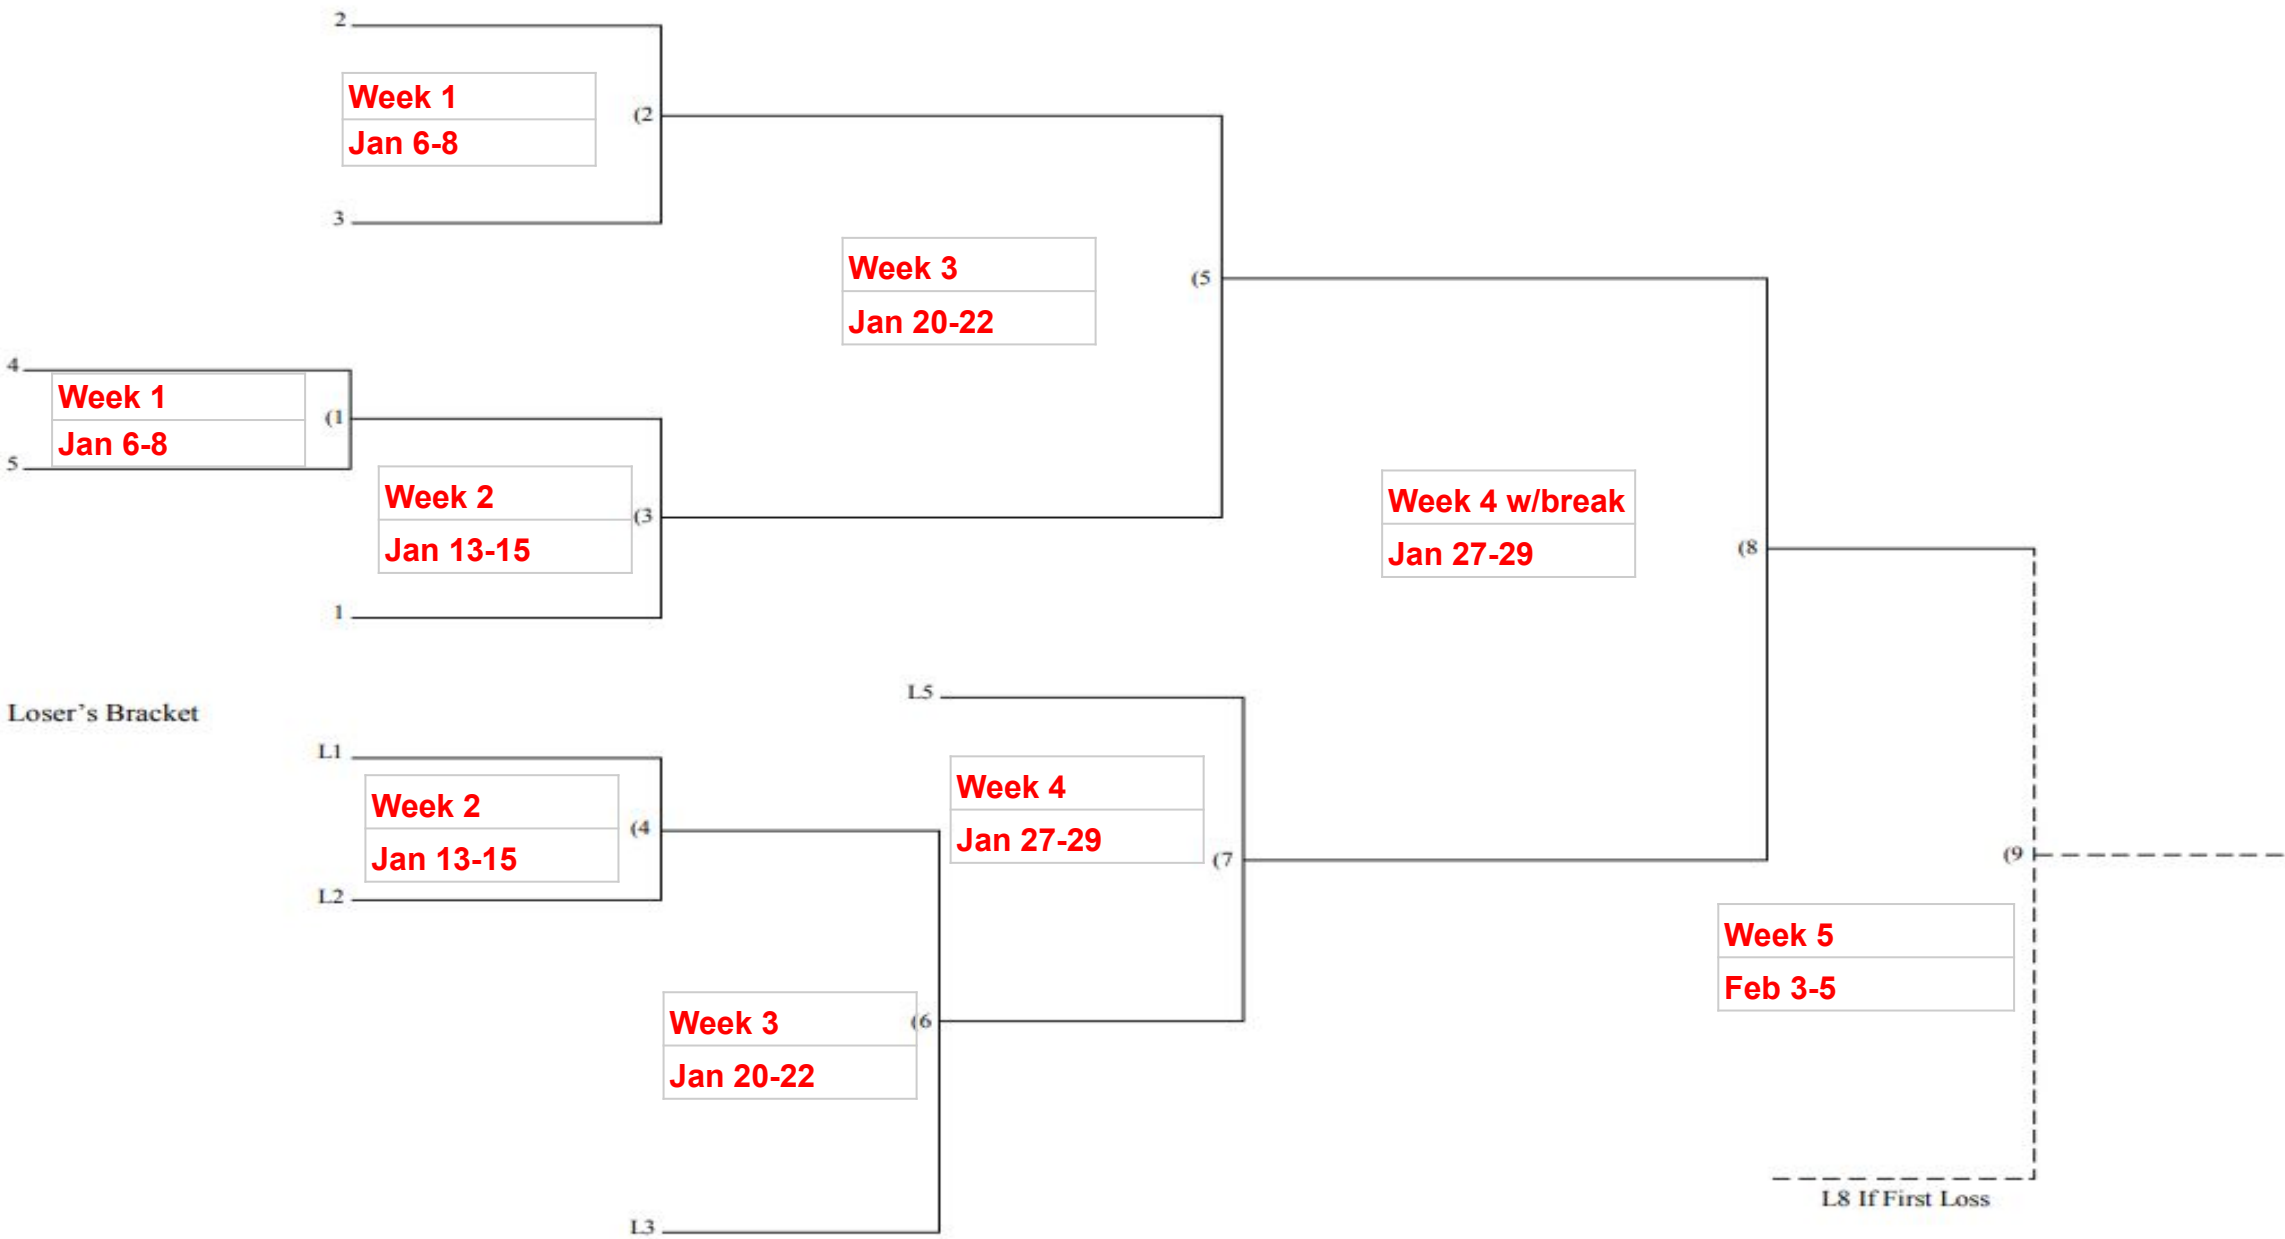 2
Week 1
(2
Jan 6-8
3
Week 3
(5
Jan 20-22
4
Week 1
(1
Jan 6-8
5
Week 2
(3
Jan 13-15
1
Week 4 w/break
(8
Jan 27-29
Loser's Bracket
L5
L1
Week 2
(4
Jan 13-15
L2
Week 4
Jan 27-29
(7
(9
Week 5
Feb 3-5
Week 3
(6
Jan 20-22
L3
L8 If First Loss